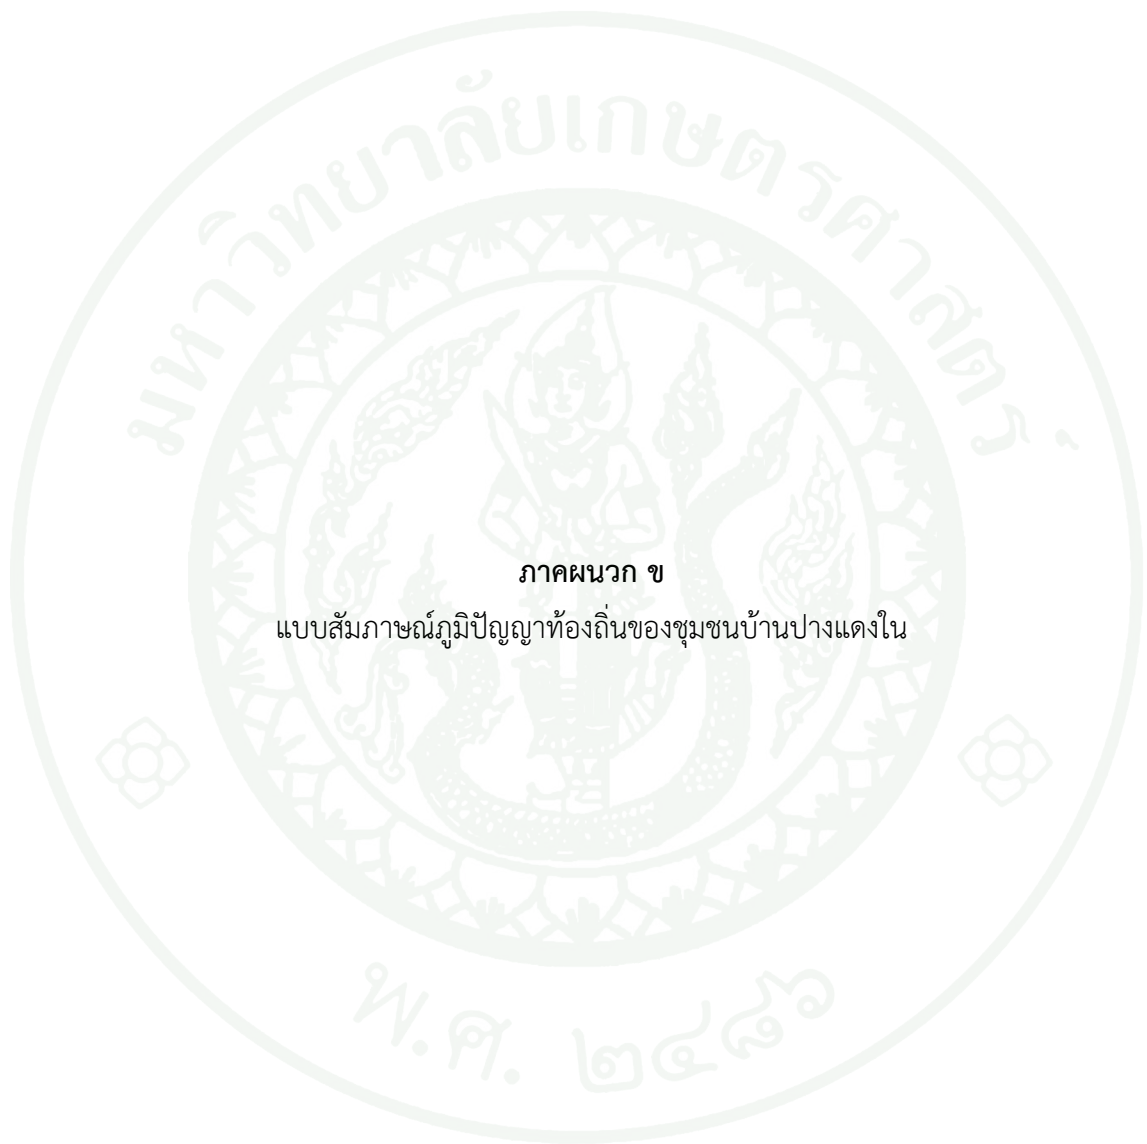 มหาวิทยาลัยเกษตรศาสตร์
ภาคผนวก ข
แบบสัมภาษณ์ภูมิปัญญาท้องถิ่นของชุมชนบ้านปางแดงใน
พ.ศ. ๒๔๘๖